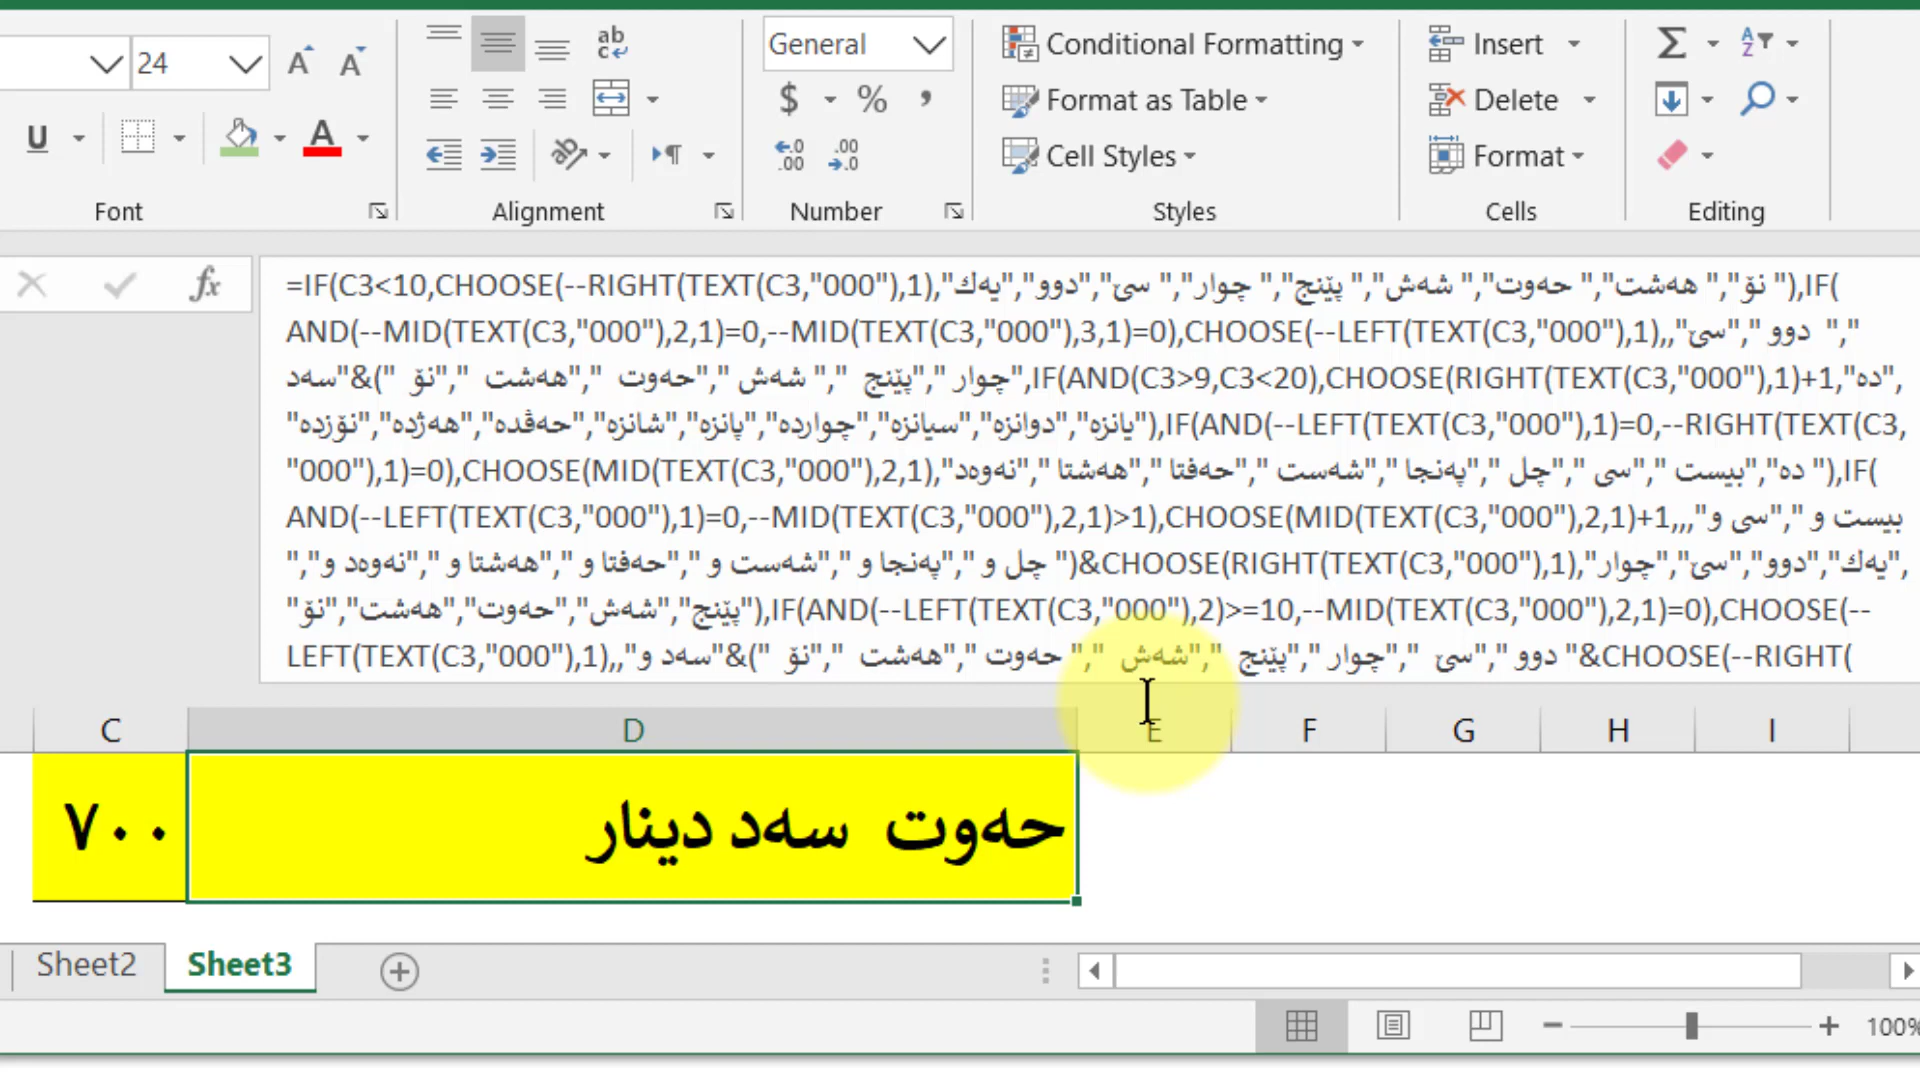 24
General
Conditional Formatting
Insert
Format as Table
Delete
Cell Styles
Format
Font
Alignment
Number
Styles
Cells
Editing
=IF(C3<10,CHOOSE(--RIGHT(TEXT(C3,"000"),1),"یەك","دوو","سێ ","چوار ","پێنج ","شەش ","حەوت ","هەشت ","نۆ "),IF(
AND(--MID(TEXT(C3,"000"),2,1)=0,--MID(TEXT(C3,"000"),3,1)=0),CHOOSE(--LEFT(TEXT(C3,"000"),1),,"سێ"," دوو ","
سەد"&(" نۆ"," هەشت"," حەوت"," شەش "," پێنج"," چوار",IF(AND(C3>9,C3<20),CHOOSE(RIGHT(TEXT(C3,"000"),1)+1,"دە",
"یانزە","دوانزە","سیانزە","چواردە","پانزە","شانزە","حەڤدە","هەژدە","نۆزدە"),IF(AND(--LEFT(TEXT(C3,"000"),1)=0,--RIGHT(TEXT(C3,
"000"),1)=0),CHOOSE(MID(TEXT(C3,"000"),2,1),"دە ","بیست ","سی ","چل ","پەنجا ","شەست ","حەفتا ","هەشتا ","نەوەد"),IF(
AND(--LEFT(TEXT(C3,"000"),1)=0,--MID(TEXT(C3,"000"),2,1)>1),CHOOSE(MID(TEXT(C3,"000"),2,1)+1,,,"بیست و ","سی و
","چل و ","پەنجا و ","شەست و ","حەفتا و ","هەشتا و ","نەوەد و")&CHOOSE(RIGHT(TEXT(C3,"000"),1),"یەك","دوو","سێ","چوار",
"پێنج","شەش","حەوت","هەشت","نۆ"),IF(AND(--LEFT(TEXT(C3,"000"),2)>=10,--MID(TEXT(C3,"000"),2,1)=0),CHOOSE(--
LEFT(TEXT(C3,"000"),1),,"دوو ","سێ ","چوار ","پێنج ","شەش ","حەوت ","هەشت ","نۆ ")&"سەد و "&CHOOSE(--RIGHT(
C D E F G H I
٧٠٠ حەوت سەد دینار
Sheet2 Sheet3
100%